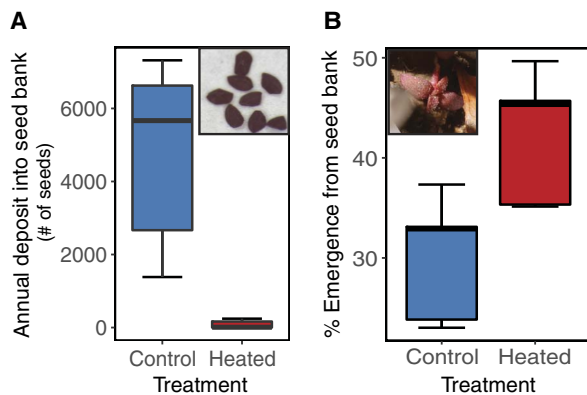 A
Annual deposit into seed bank
(# of seeds)
6000
4000
2000
0
Control Heated
Treatment
B
% Emergence from seed bank
50
40
30
Control Heated
Treatment